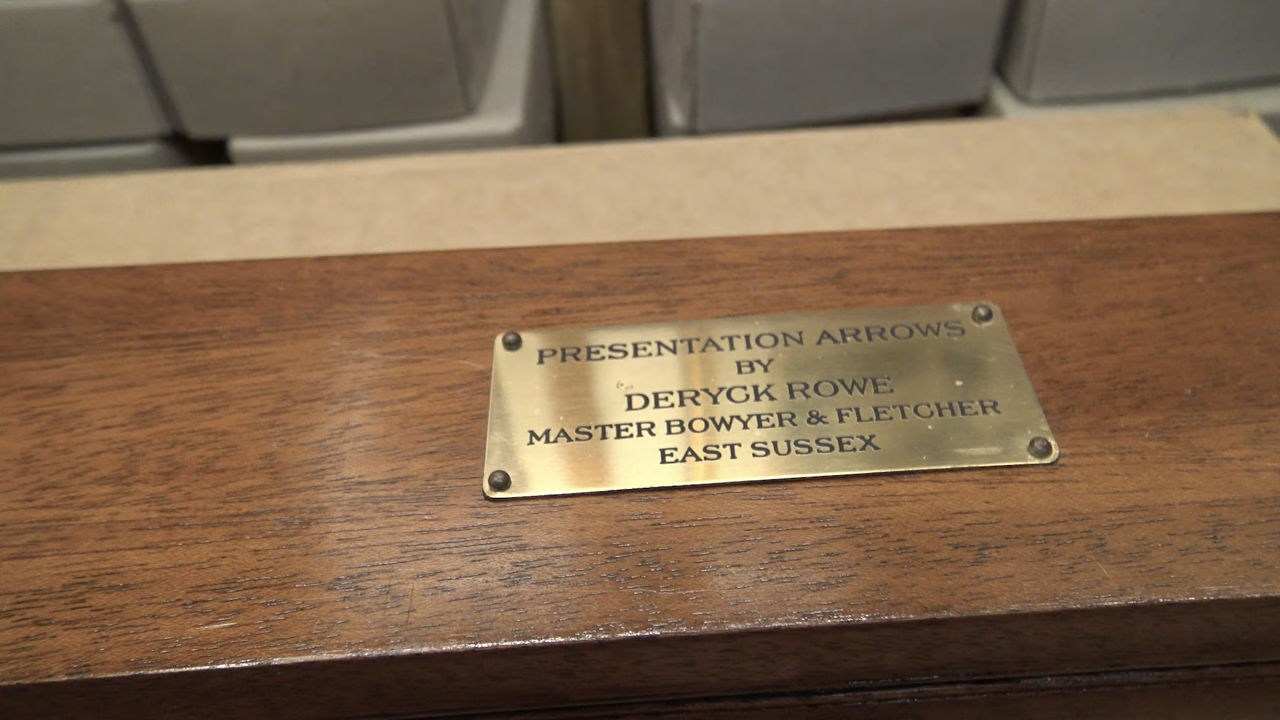 PRESENTATION ARROWS
BY
DERYCK ROWE
MASTER BOWYER & FLETCHER
EAST SUSSEX